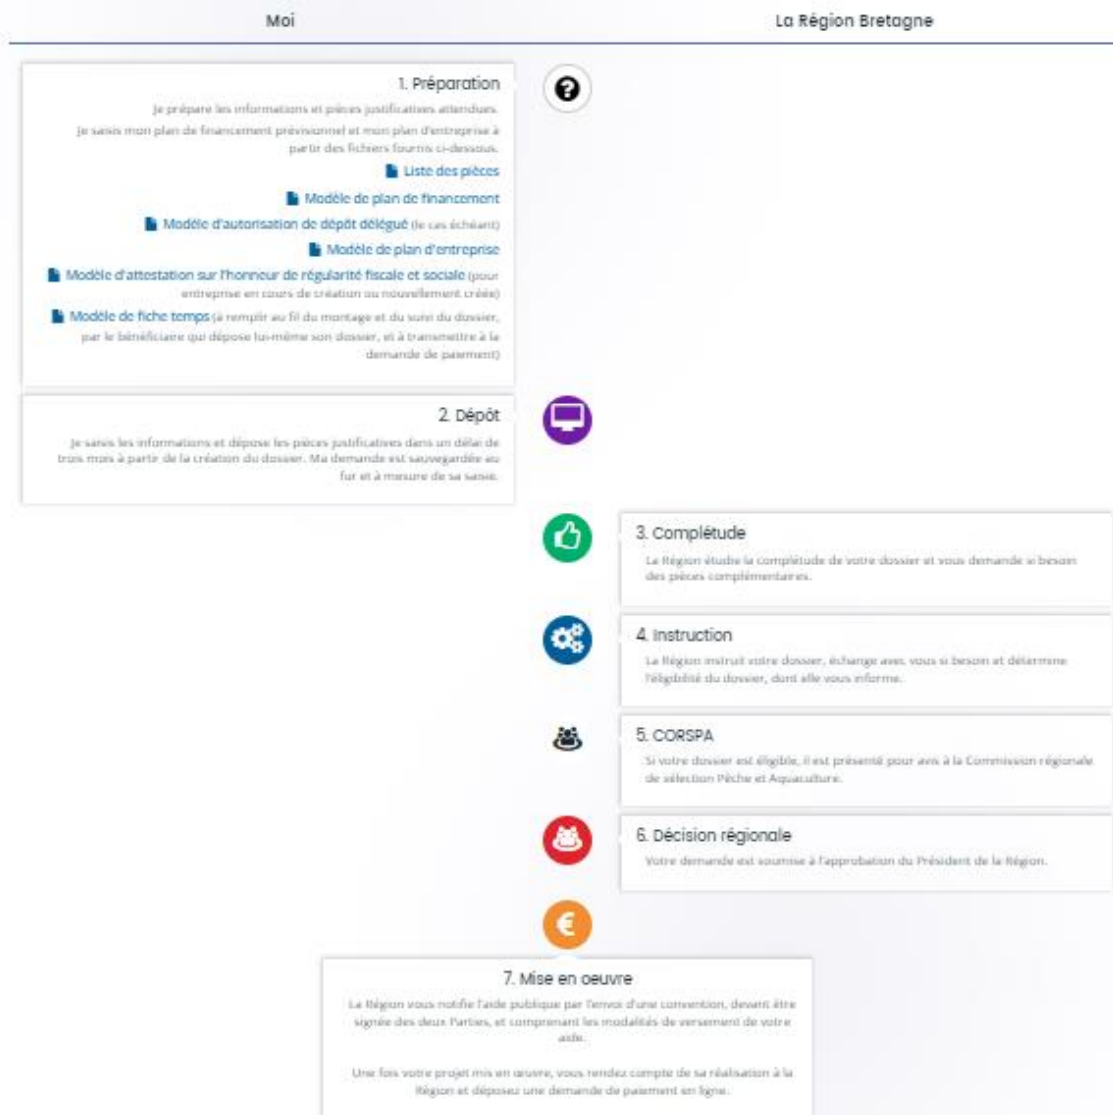 Moi
La Région Bretagne
1. Préparation
Je prépare les informations et pièces justificatives attendues.
Je saisis mon plan de financement prévisionnel et mon plan d'entreprise à
partir des fichiers fournis ci-dessous.
Liste des pièces
Modèle de plan de financement
Modèle d'autorisation de dépôt délégué (le cas échéant)
Modèle de plan d'entreprise
Modèle d'attestation sur l'honneur de régularité fiscale et sociale (pour
entreprise en cours de création ou nouvellement créée)
Modèle de fiche temps (à remplir au fil du montage et du suivi du dossier,
par le bénéficiaire qui dépose lui-même son dossier, et à transmettre à la
demande de paiement)
2. Dépôt
Je saisis les informations et dépose les pièces justificatives dans un délai de
trois mois à partir de la création du dossier. Ma demande est sauvegardée au
fur et à mesure de sa saisie.
3. Complétude
La Région étudie la complétude de votre dossier et vous demande si besoin
des pièces complémentaires.
4. Instruction
La Région instruit votre dossier, échange avec vous si besoin et détermine
l'éligibilité du dossier, dont elle vous informe.
5. CORSPA
Si votre dossier est éligible, il est présenté pour avis à la Commission régionale
de sélection Pêche et Aquaculture.
6. Décision régionale
Votre demande est soumise à l'approbation du Président de la Région.
7. Mise en oeuvre
La Région vous notifie l'aide publique par l'envoi d'une convention, devant être
signée des deux Parties, et comprenant les modalités de versement de votre
aide.
Une fois votre projet mis en œuvre, vous rendez compte de sa réalisation à la
Région et déposez une demande de paiement en ligne.